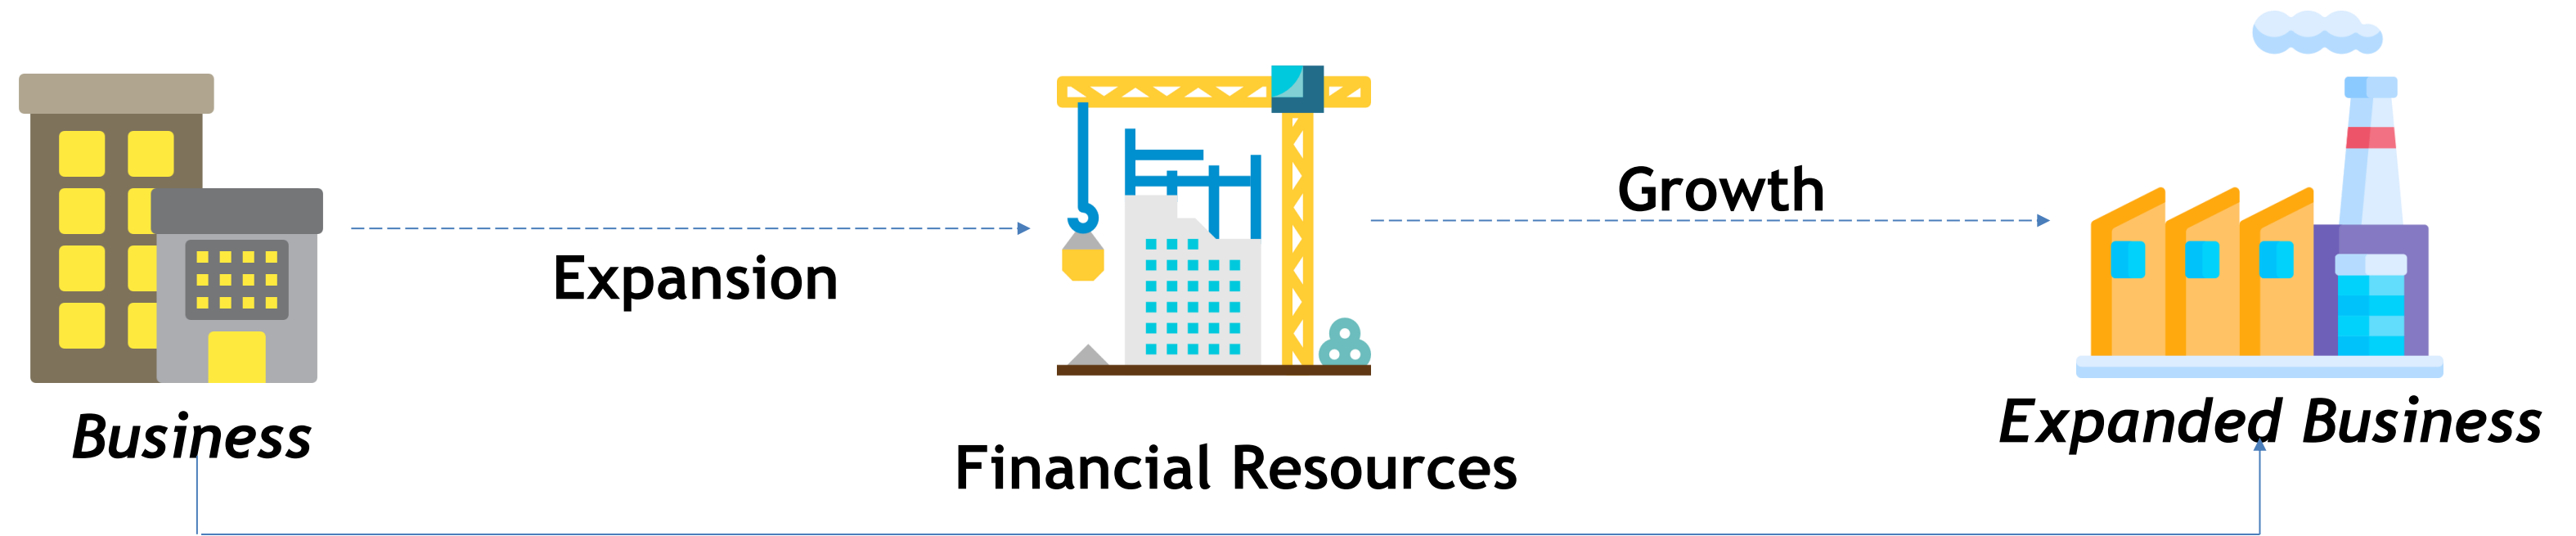 Business
Expansion
Financial Resources
Growth
Expanded Business